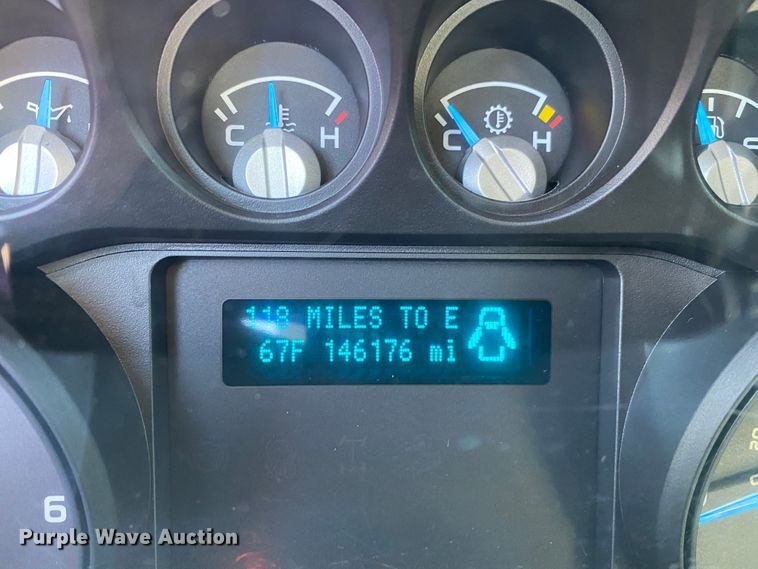 C H
C H
118 MILES TO E
67F 146176 mi
6
Purple Wave Auction®